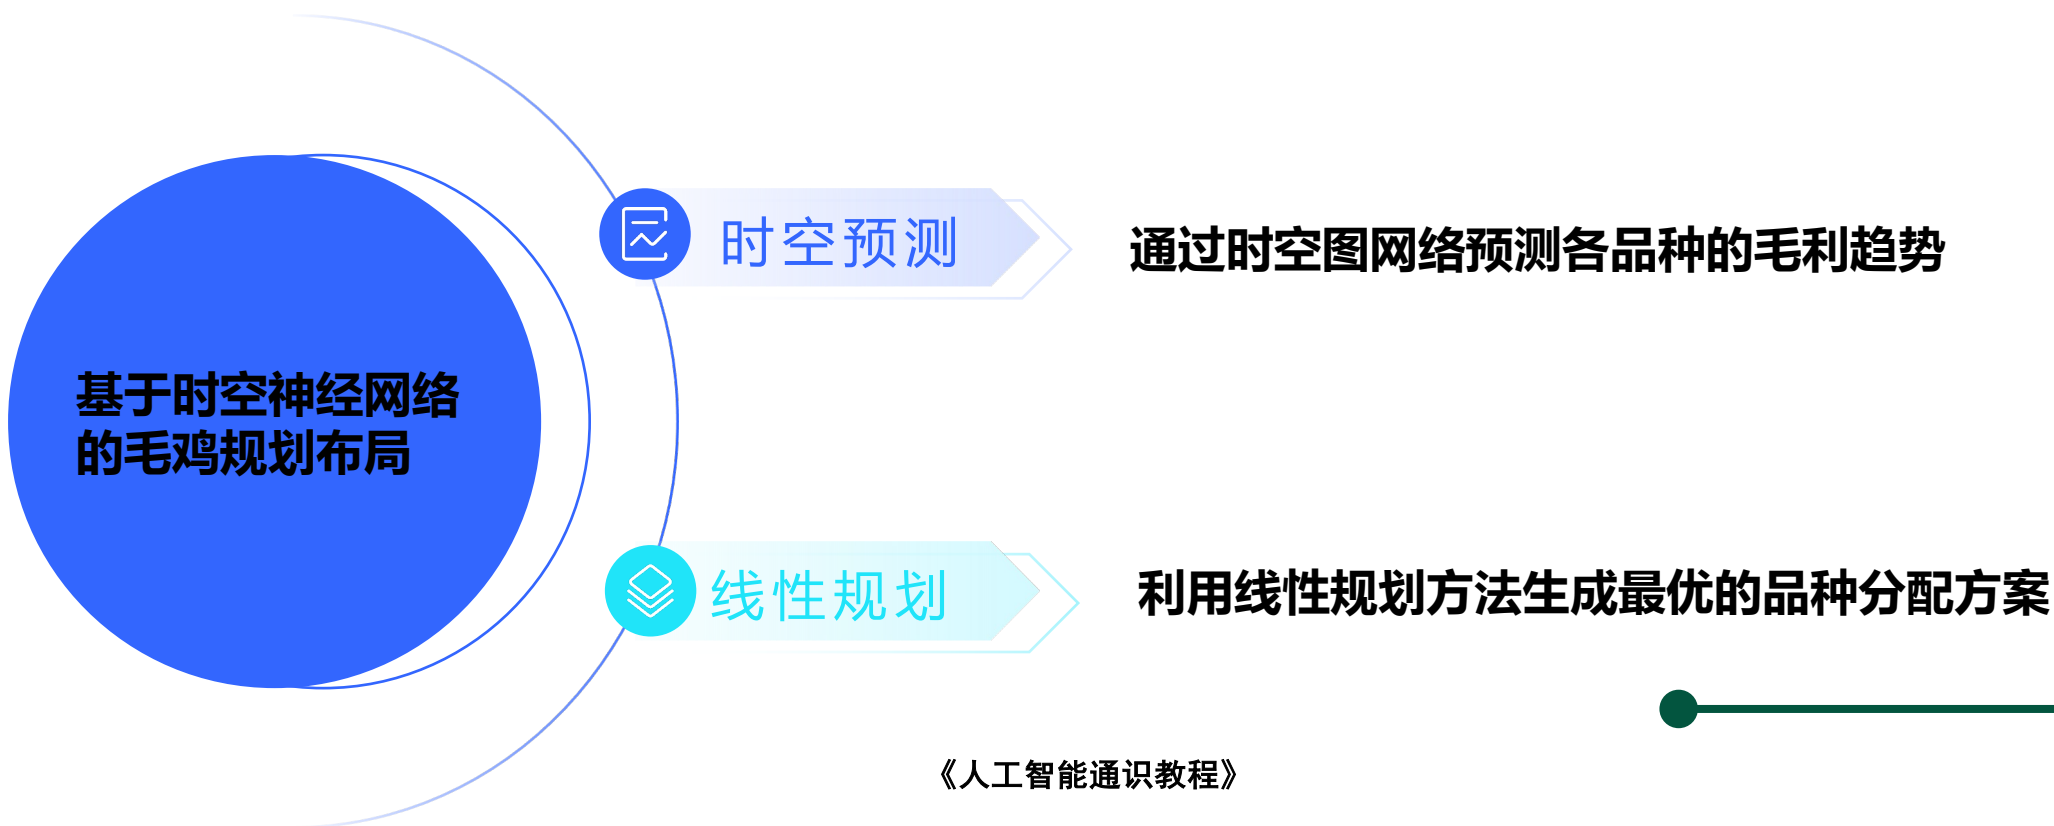 基于时空神经网络
的毛鸡规划布局
时空预测
通过时空图网络预测各品种的毛利趋势
线性规划
利用线性规划方法生成最优的品种分配方案
《人工智能通识教程》